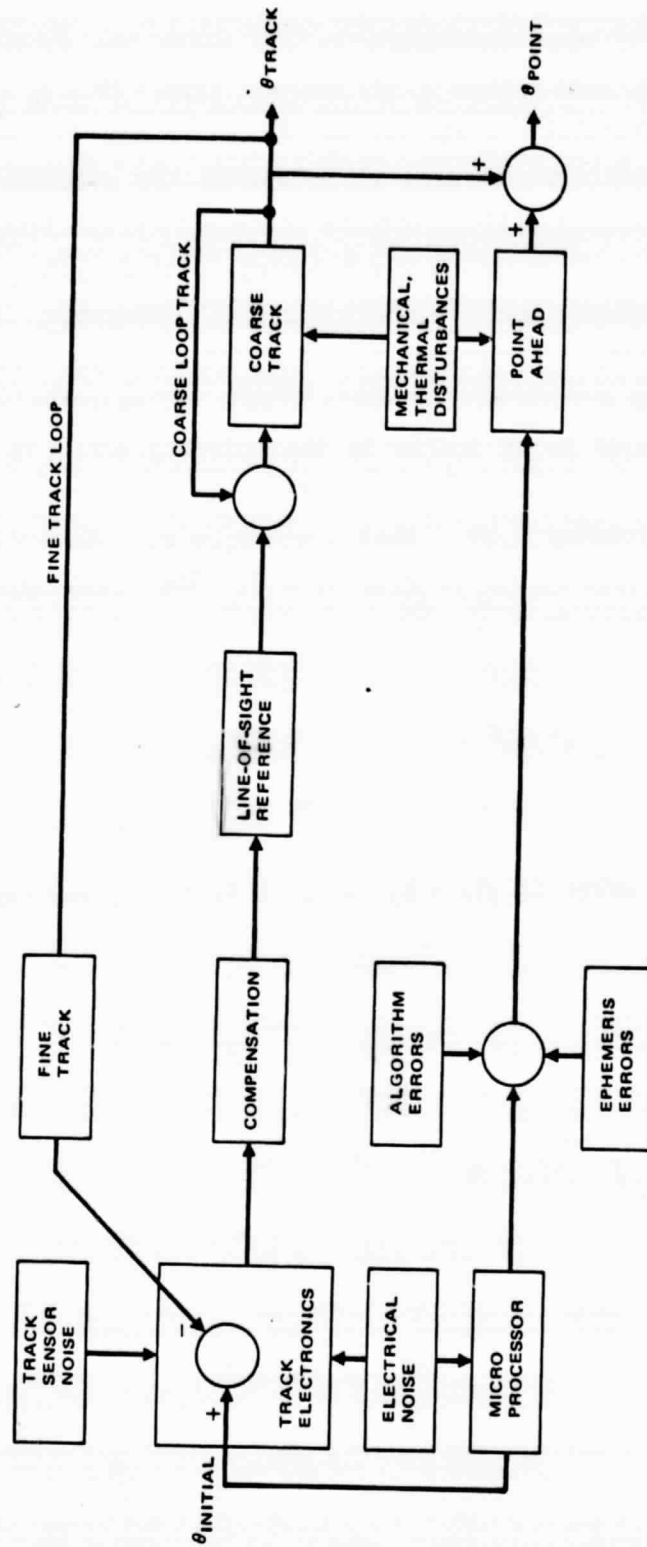 FINE TRACK LOOP
θTRACK
COARSE LOOP TRACK
TRACK
SENSOR
NOISE
FINE
TRACK
θINITIAL
+
−
TRACK
ELECTRONICS
COMPENSATION
LINE-OF-SIGHT
REFERENCE
COARSE
TRACK
ELECTRICAL
NOISE
MECHANICAL,
THERMAL
DISTURBANCES
ALGORITHM
ERRORS
MICRO
PROCESSOR
EPHEMERIS
ERRORS
POINT
AHEAD
+
+
θPOINT